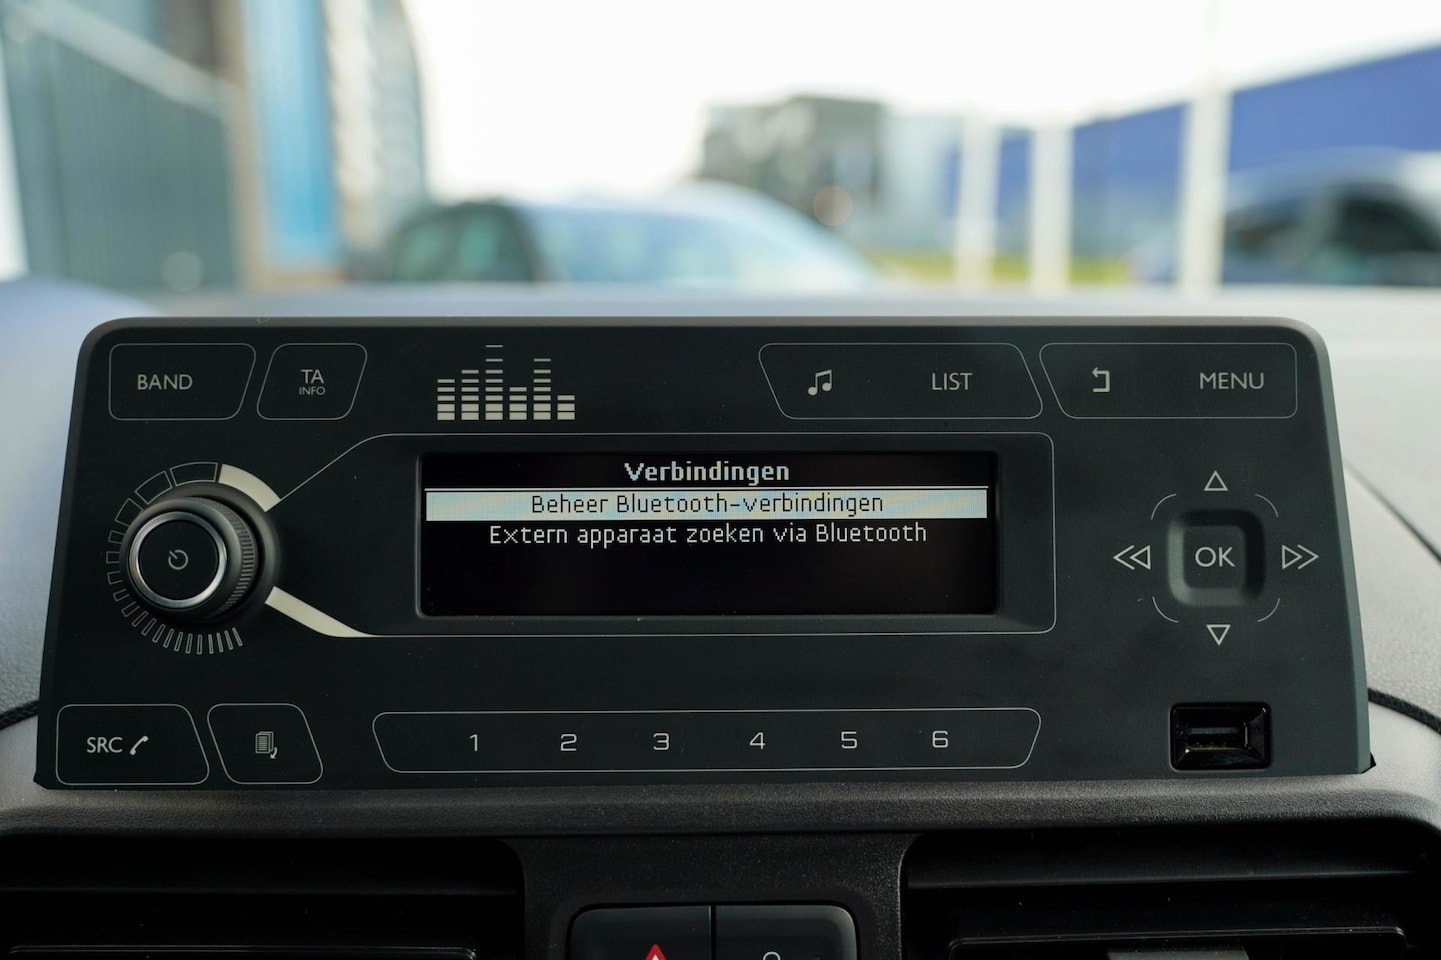 BAND
TA
INFO
LIST
MENU
Verbindingen
Beheer Bluetooth-verbindingen
Extern apparaat zoeken via Bluetooth
OK
SRC
1 2 3 4 5 6